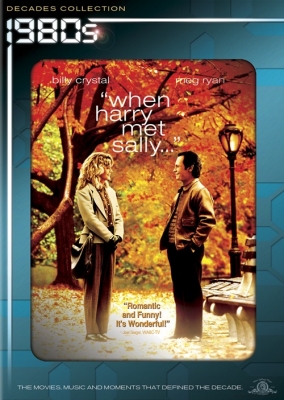 DECADES COLLECTION
1980s
billy crystal meg ryan
"when
harry
met
sally..."
"Romantic
and Funny!
It's Wonderful!"
THE MOVIES, MUSIC AND MOMENTS THAT DEFINED THE DECADE.